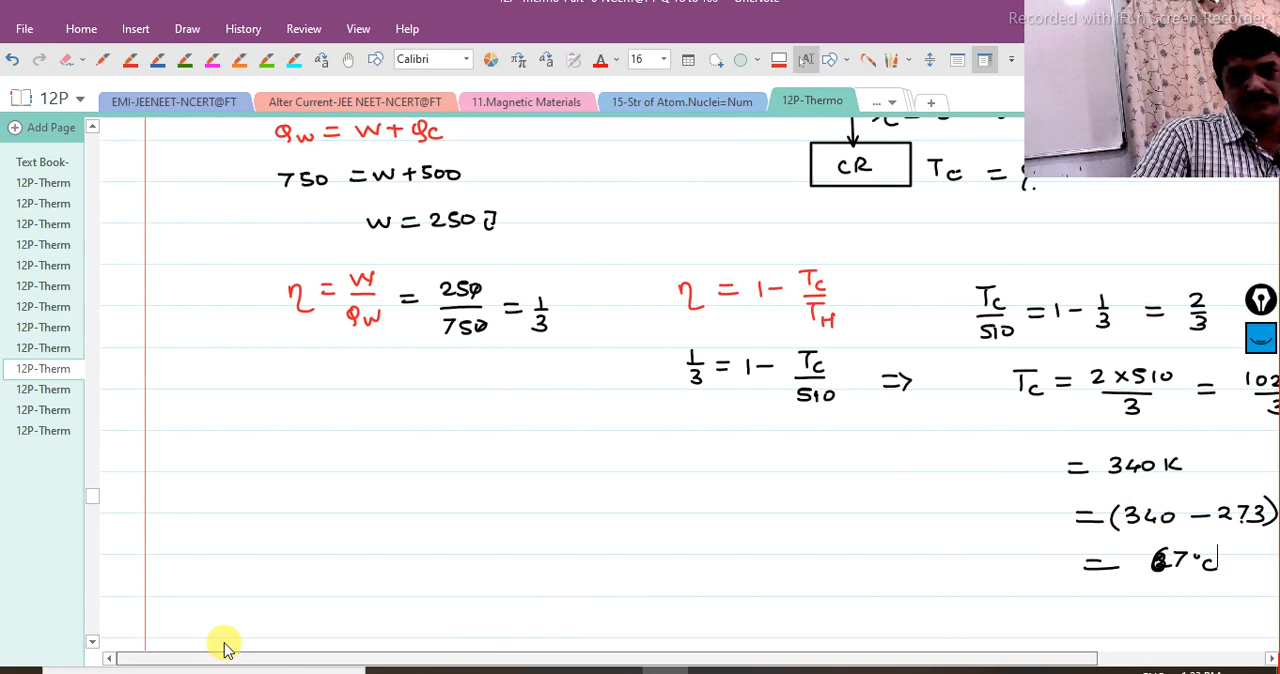 Recorded with iFun Screen Recorder
File Home Insert Draw History Review View Help
Calibri 16
12P EMI-JEENEET-NCERT@FT Alter Current-JEE NEET-NCERT@FT 11.Magnetic Materials 15-Str of Atom.Nuclei=Num 12P-Thermo ... +
Add Page
Text Book-
12P-Therm
12P-Therm
12P-Therm
12P-Therm
12P-Therm
12P-Therm
12P-Therm
12P-Therm
12P-Therm
12P-Therm
12P-Therm
12P-Therm
12P-Therm
Qw = W + QC
750 = W + 500
W = 250 J
CR TC =
η = W/Qw = 250/750 = 1/3
η = 1 - TC/TH
1/3 = 1 - TC/510 =>
TC/510 = 1 - 1/3 = 2/3
TC = 2 × 510/3 =
= 340 K
= (340 - 273)
= 67°C